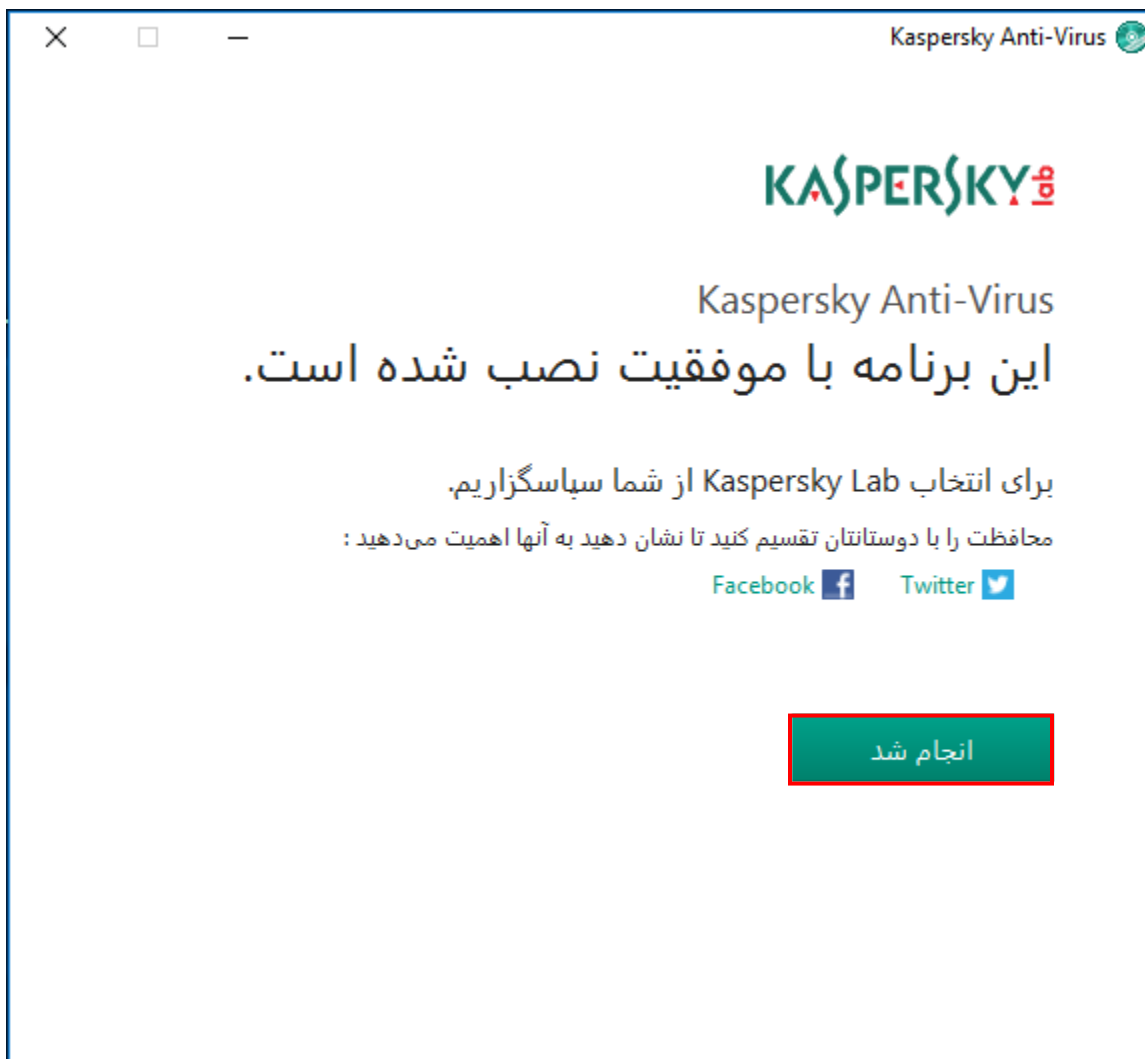 Kaspersky Anti-Virus
KASPERSKY lab
Kaspersky Anti-Virus
این برنامه با موفقیت نصب شده است.
برای انتخاب Kaspersky Lab از شما سپاسگزاریم.
محافظت را با دوستانتان تقسیم کنید تا نشان دهید به آنها اهمیت می‌دهید :
Twitter Facebook
انجام شد